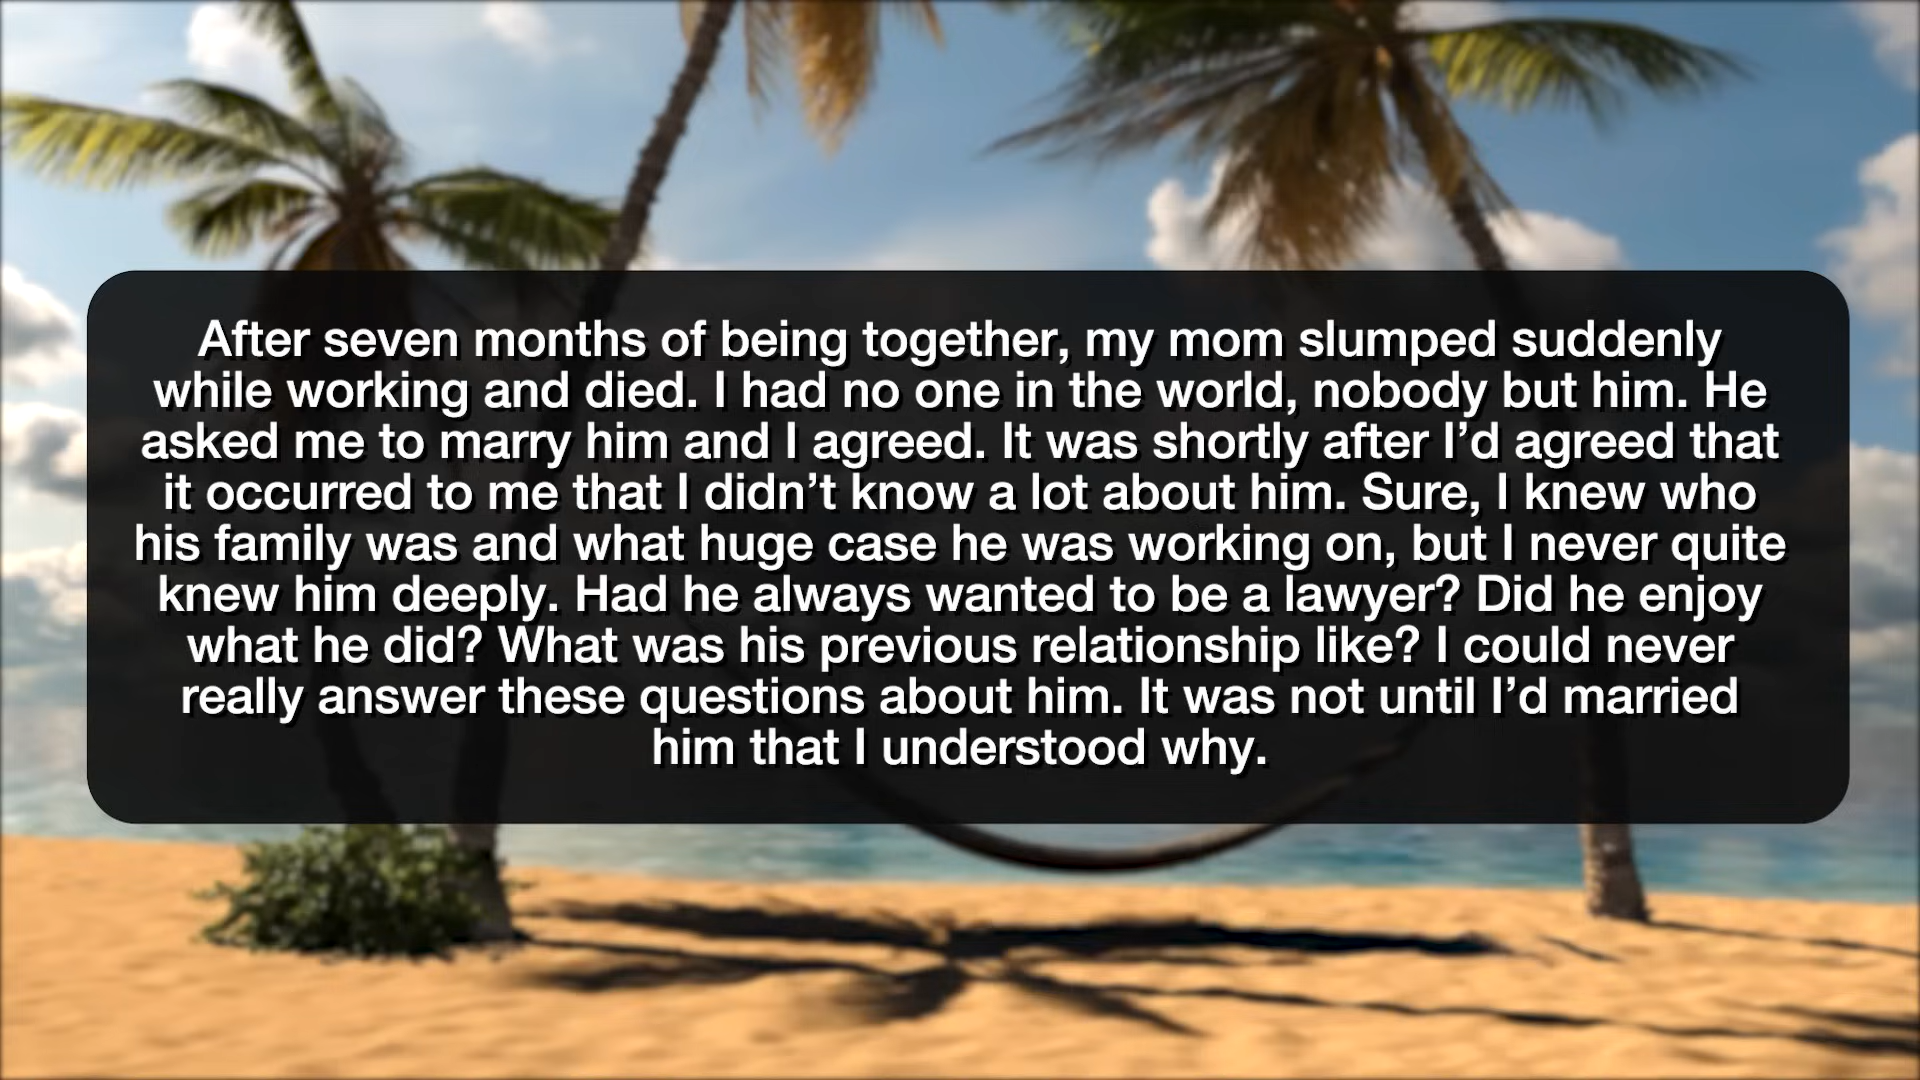 After seven months of being together, my mom slumped suddenly
while working and died. I had no one in the world, nobody but him. He
asked me to marry him and I agreed. It was shortly after I’d agreed that
it occurred to me that I didn’t know a lot about him. Sure, I knew who
his family was and what huge case he was working on, but I never quite
knew him deeply. Had he always wanted to be a lawyer? Did he enjoy
what he did? What was his previous relationship like? I could never
really answer these questions about him. It was not until I’d married
him that I understood why.